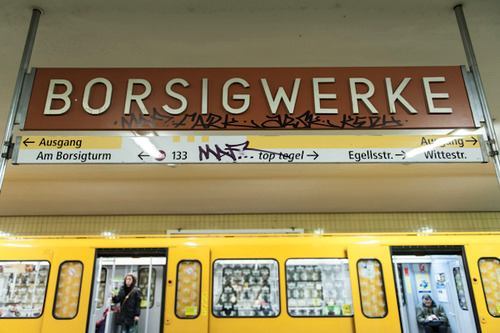 BORSIGWERKE
← Ausgang Ausgang →
Am Borsigturm ← 133 top tegel → Egellsstr. → Wittestr.